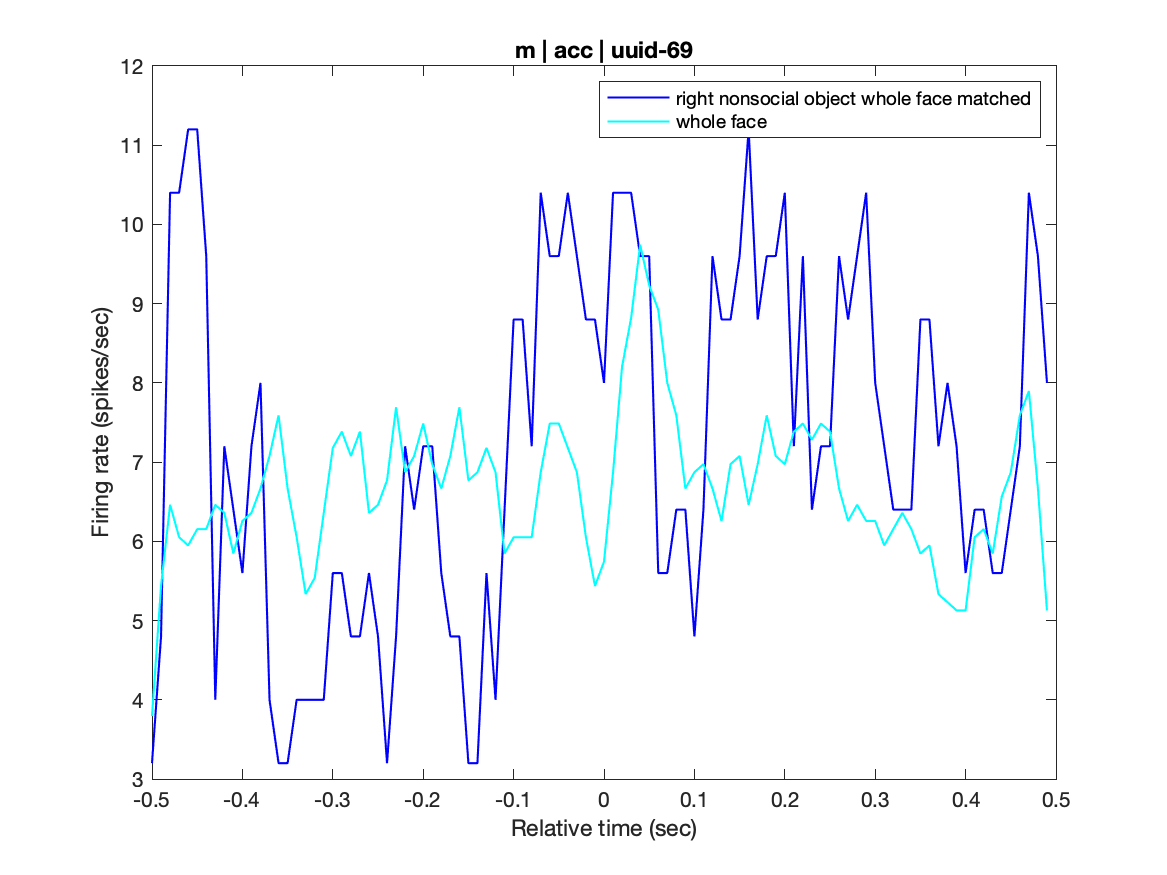 m | acc | uuid-69
right nonsocial object whole face matched
whole face
Firing rate (spikes/sec)
12
11
10
9
8
7
6
5
4
3
-0.5 -0.4 -0.3 -0.2 -0.1 0 0.1 0.2 0.3 0.4 0.5
Relative time (sec)